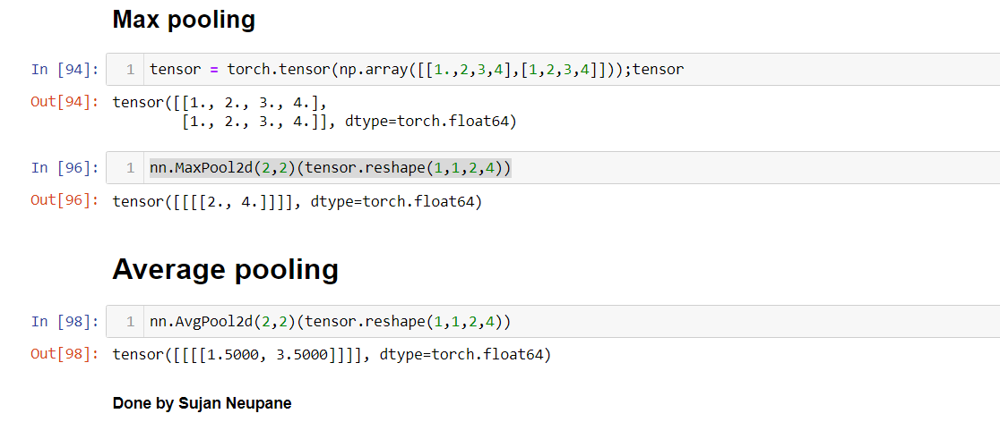 Max pooling
In [94]: 1 tensor = torch.tensor(np.array([[1.,2,3,4],[1,2,3,4]]));tensor
Out[94]: tensor([[1., 2., 3., 4.],
[1., 2., 3., 4.]], dtype=torch.float64)
In [96]: 1 nn.MaxPool2d(2,2)(tensor.reshape(1,1,2,4))
Out[96]: tensor([[[[2., 4.]]]], dtype=torch.float64)
Average pooling
In [98]: 1 nn.AvgPool2d(2,2)(tensor.reshape(1,1,2,4))
Out[98]: tensor([[[[1.5000, 3.5000]]]], dtype=torch.float64)
Done by Sujan Neupane